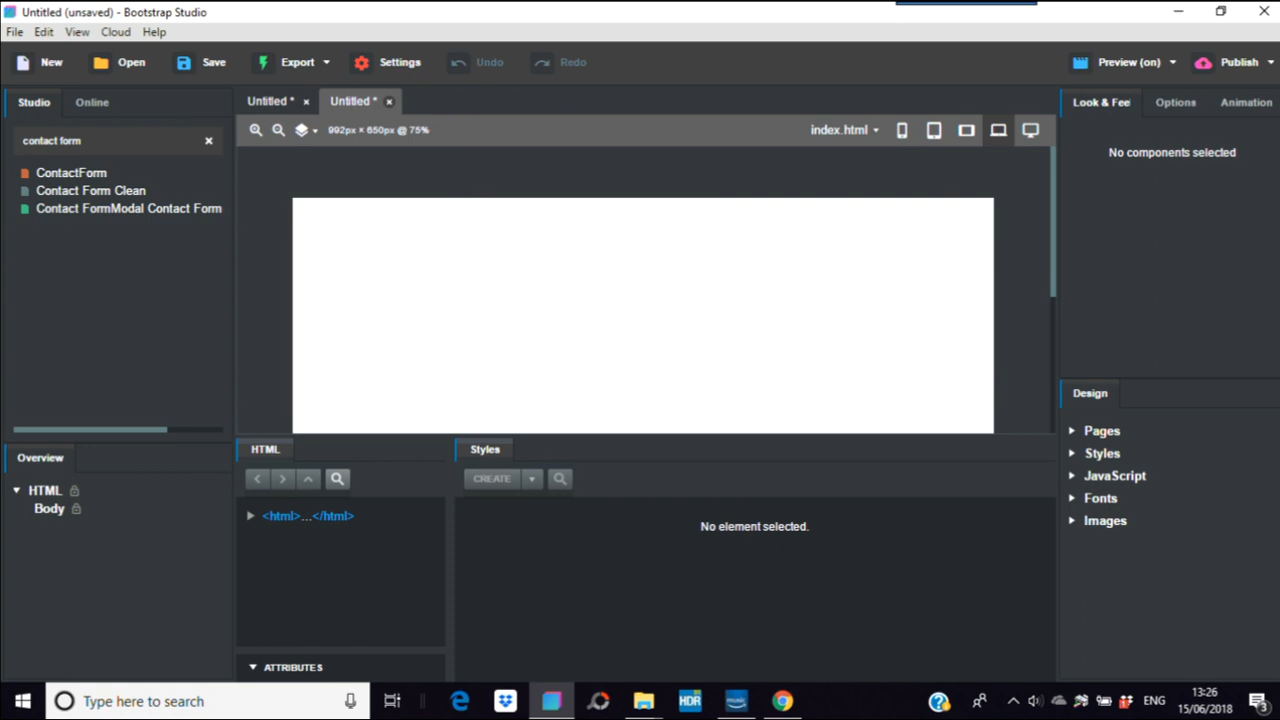 Untitled (unsaved) - Bootstrap Studio
File Edit View Cloud Help
New Open Save Export Settings Undo Redo Preview (on) Publish
Studio Online Untitled * × Untitled * × Look & Fee Options Animation
contact form ×
992px × 650px @ 75% index.html
No components selected
ContactForm
Contact Form Clean
Contact FormModal Contact Form
Design
Pages
Styles
JavaScript
Fonts
Images
Overview
HTML
Body
HTML
<html>...</html>
ATTRIBUTES
Styles
CREATE
No element selected.
Type here to search
HDR
music
ENG
13:26
15/06/2018
3